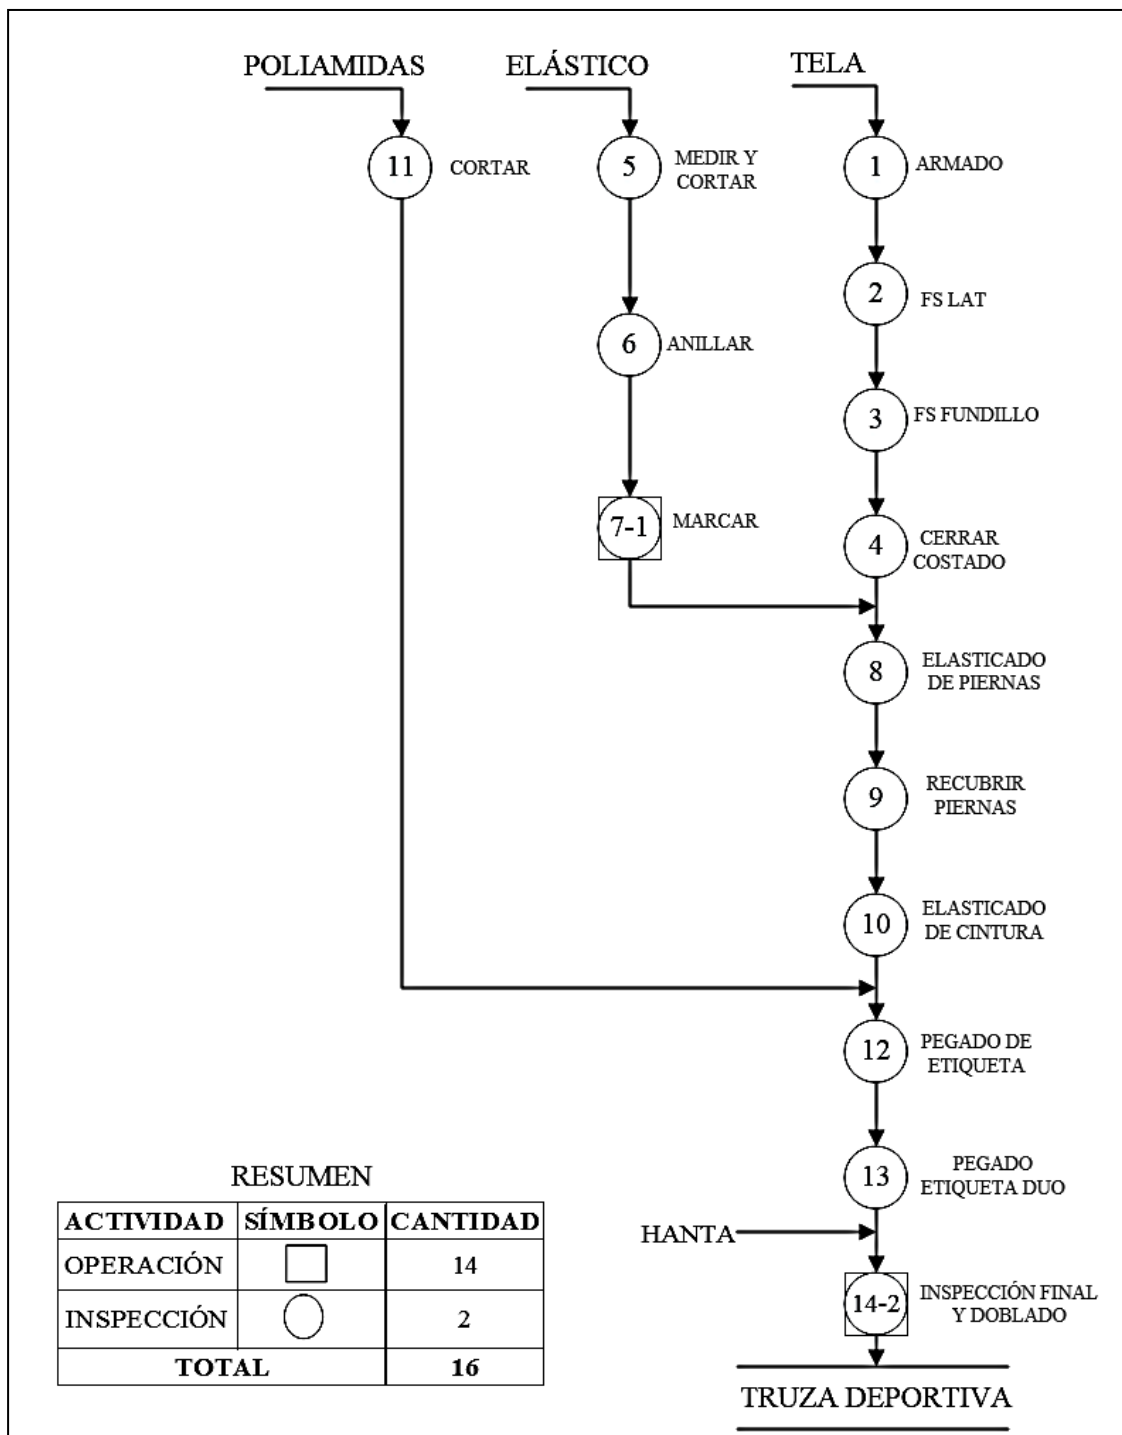 POLIAMIDAS
ELÁSTICO
TELA
11
CORTAR
5
MEDIR Y
CORTAR
1
ARMADO
2
FS LAT
6
ANILLAR
3
FS FUNDILLO
7-1
MARCAR
4
CERRAR
COSTADO
8
ELASTICADO
DE PIERNAS
9
RECUBRIR
PIERNAS
10
ELASTICADO
DE CINTURA
12
PEGADO DE
ETIQUETA
13
PEGADO
ETIQUETA DUO
HANTA
14-2
INSPECCIÓN FINAL
Y DOBLADO
TRUZA DEPORTIVA
RESUMEN
ACTIVIDAD SÍMBOLO CANTIDAD
OPERACIÓN 14
INSPECCIÓN 2
TOTAL 16